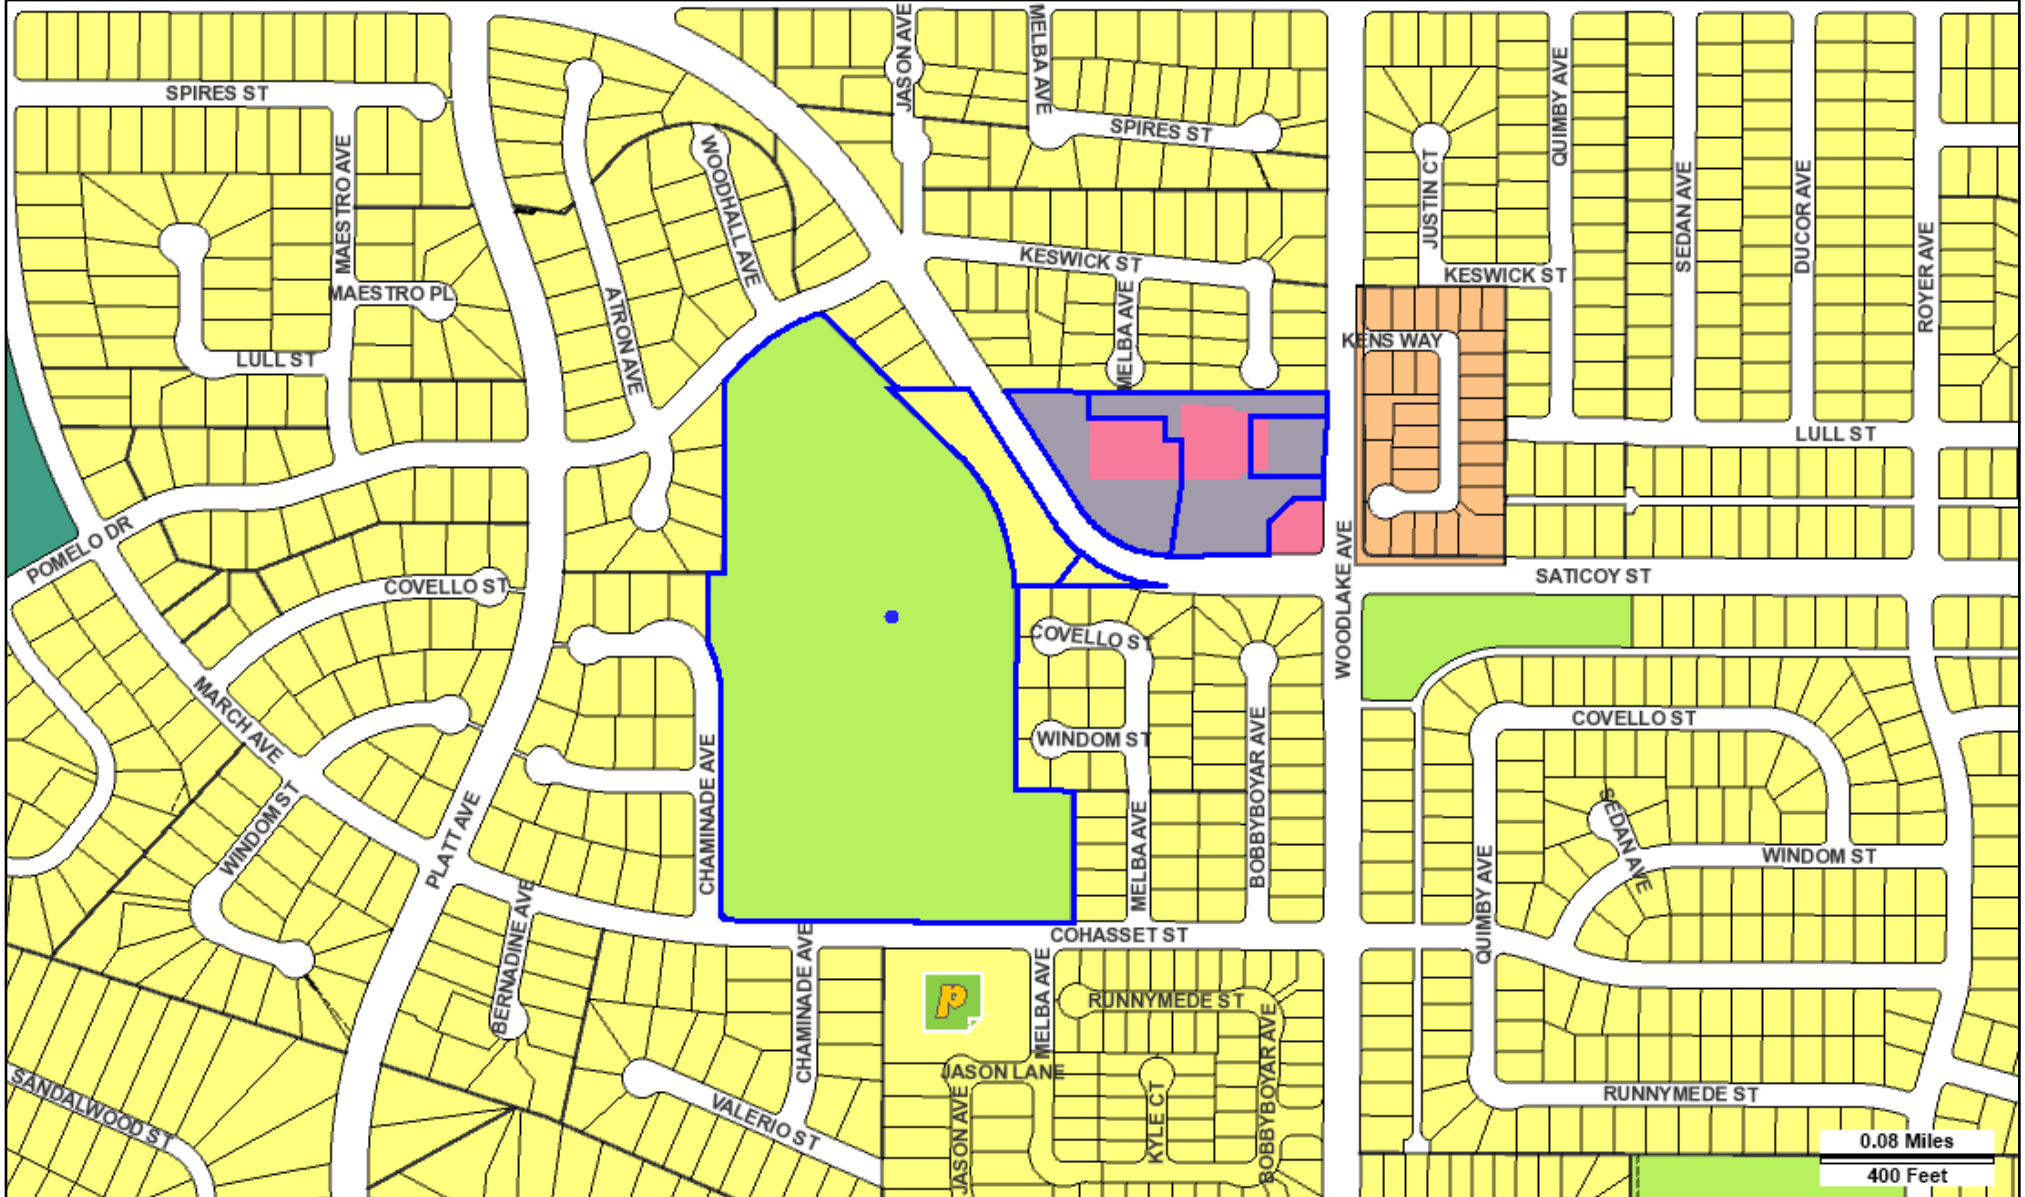 JASON AVE
MELBA AVE
SPIRES ST
QUIMBY AVE
SPIRES ST
MAESTRO AVE
WOODHALL AVE
JUSTIN CT
SEDAN AVE
DUCOR AVE
ROYER AVE
KESWICK ST
KESWICK ST
MAESTRO PL
ATRON AVE
MELBA AVE
KENS WAY
LULL ST
LULL ST
POMELO DR
WOODLAKE AVE
SATICOY ST
COVELLO ST
COVELLO ST
MARCH AVE
COVELLO ST
WINDOM ST
CHAMINADE AVE
BOBBYBOYAR AVE
WINDOM ST
PLATT AVE
MELBA AVE
SEDAN AVE
WINDOM ST
QUIMBY AVE
BERNADINE AVE
COHASSET ST
CHAMINADE AVE
MELBA AVE
P
RUNNYMEDE ST
BOBBYBOYAR AVE
JASON LANE
SANDALWOOD ST
VALERIO ST
JASON AVE
KYLE CT
RUNNYMEDE ST
0.08 Miles
400 Feet